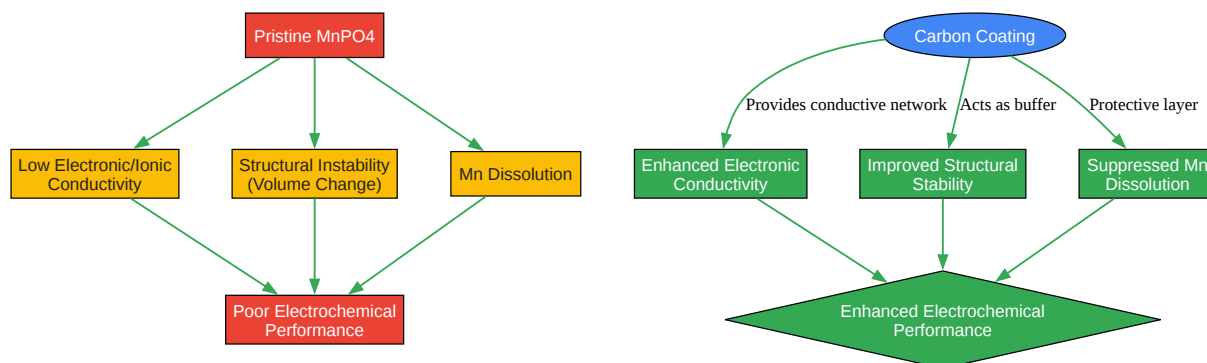 Pristine MnPO4
Carbon Coating
Provides conductive network
Acts as buffer
Protective layer
Low Electronic/Ionic
Conductivity
Structural Instability
(Volume Change)
Mn Dissolution
Enhanced Electronic
Conductivity
Improved Structural
Stability
Suppressed Mn
Dissolution
Poor Electrochemical
Performance
Enhanced Electrochemical
Performance